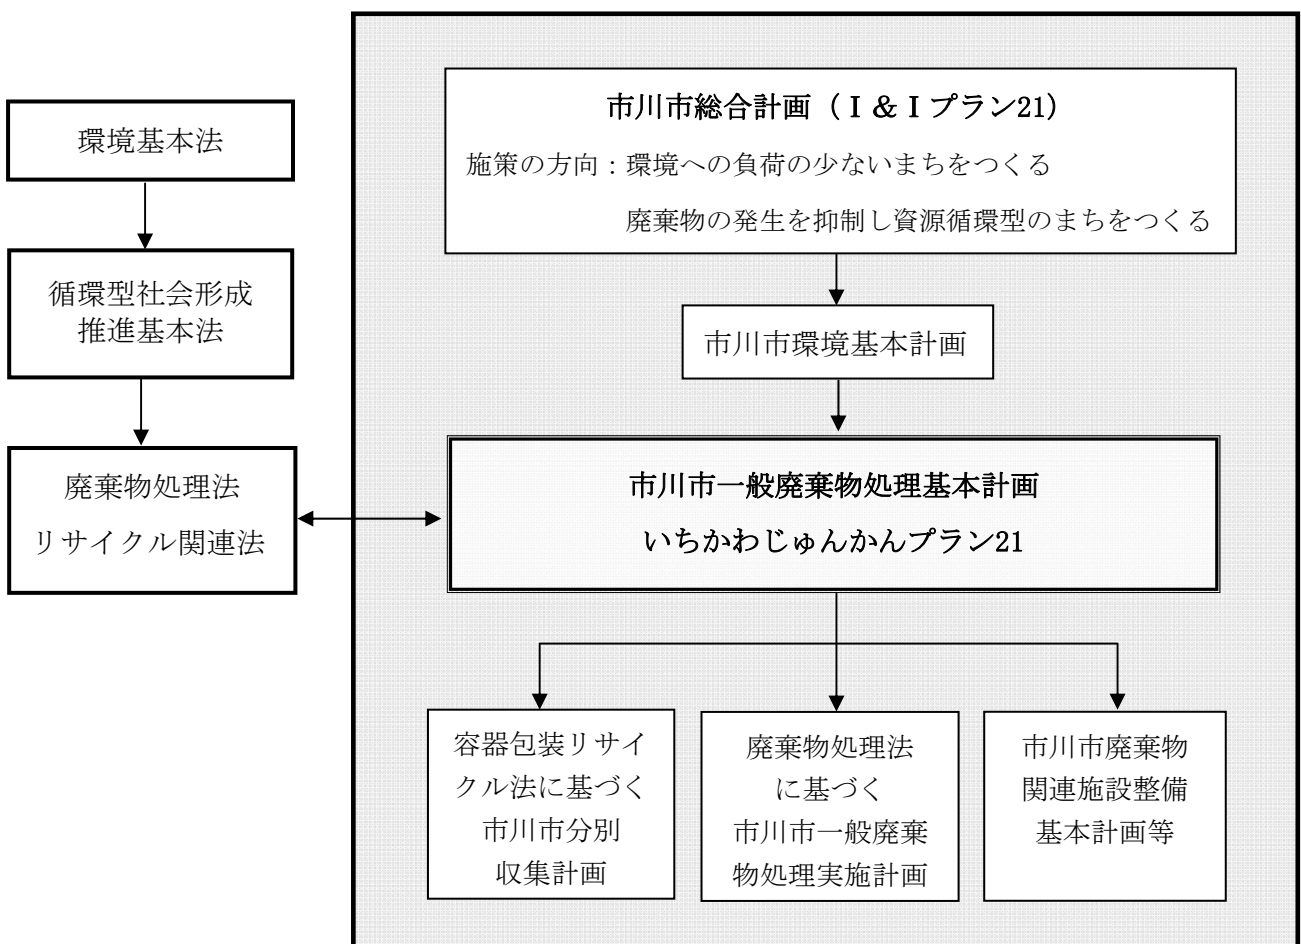 環境基本法
循環型社会形成
推進基本法
廃棄物処理法
リサイクル関連法
市川市総合計画（Ｉ＆Ｉプラン21）
施策の方向：環境への負荷の少ないまちをつくる
廃棄物の発生を抑制し資源循環型のまちをつくる
市川市環境基本計画
市川市一般廃棄物処理基本計画
いちかわじゅんかんプラン21
容器包装リサイ
クル法に基づく
市川市分別
収集計画
廃棄物処理法
に基づく
市川市一般廃棄
物処理実施計画
市川市廃棄物
関連施設整備
基本計画等